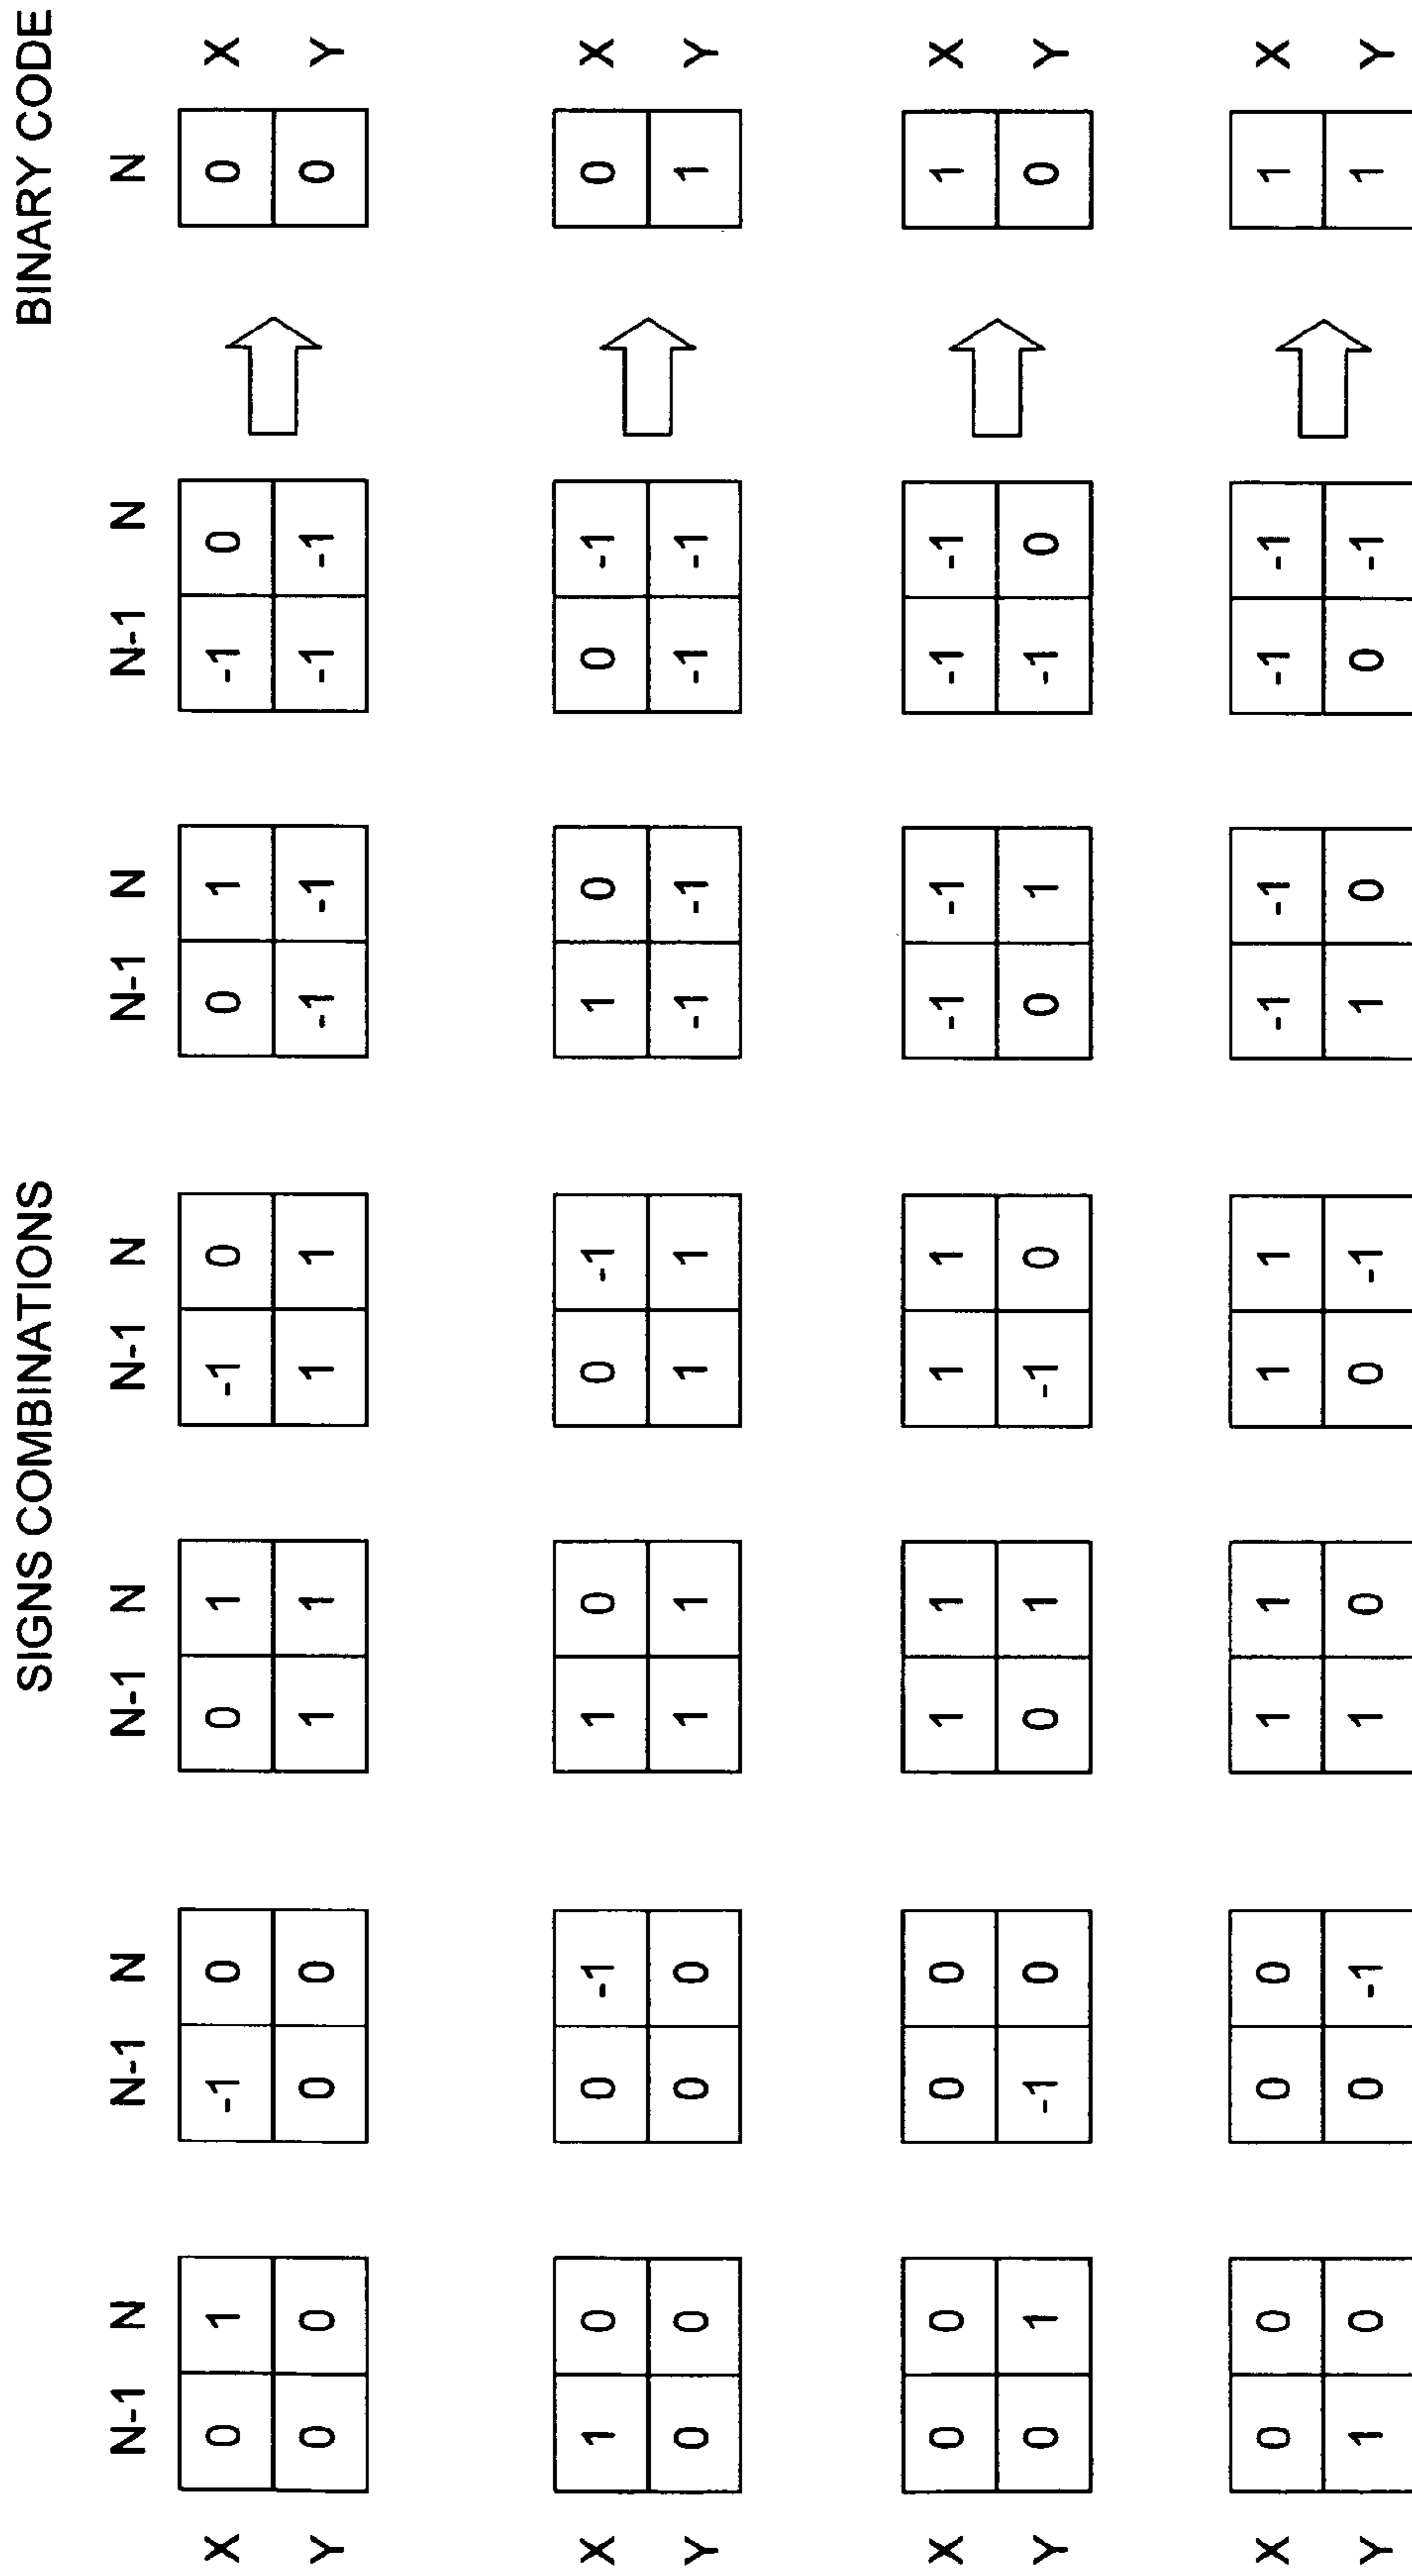 SIGNS COMBINATIONS BINARY CODE
N-1 N N-1 N N-1 N N-1 N N-1 N N-1 N N
X 0 1 -1 0 0 1 -1 0 0 1 -1 0 0 X
Y 0 0 0 0 1 1 1 1 -1 -1 -1 -1 0 Y
X 1 0 0 -1 1 0 0 -1 1 0 0 -1 0 X
Y 0 0 0 0 1 1 1 1 -1 -1 -1 -1 1 Y
X 0 0 0 0 1 1 1 1 -1 -1 -1 -1 1 X
Y 0 1 -1 0 0 1 -1 0 0 1 -1 0 0 Y
X 0 0 0 0 1 1 1 1 -1 -1 -1 -1 1 X
Y 1 0 0 -1 1 0 0 -1 1 0 0 -1 1 Y